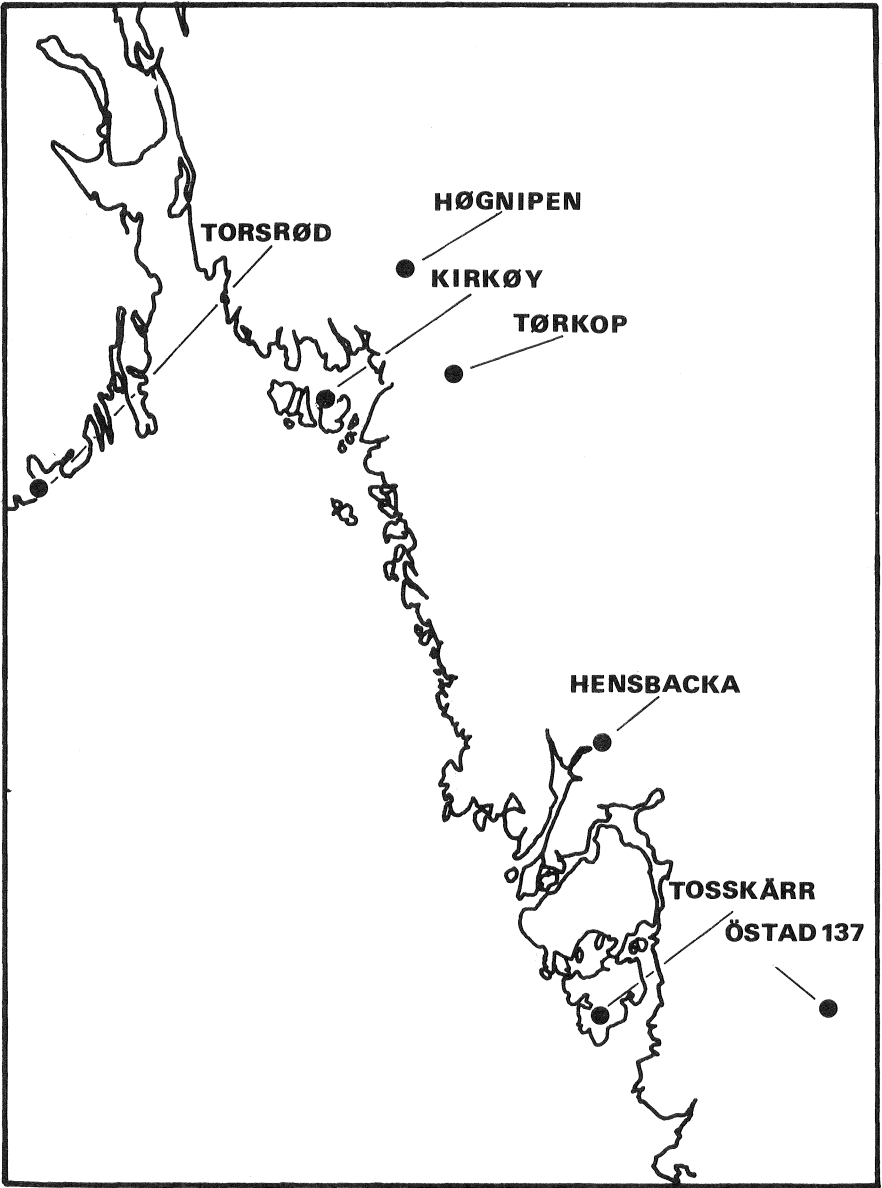 HØGNIPEN
TORSRØD
KIRKØY
TØRKOP
HENSBACKA
TOSSKÄRR
ÖSTAD 137